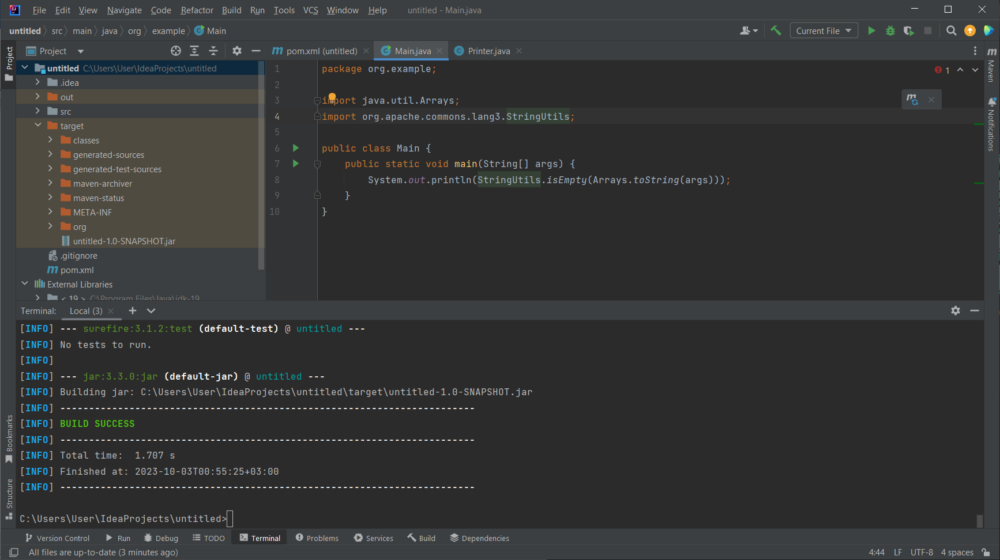 File Edit View Navigate Code Refactor Build Run Tools VCS Window Help untitled - Main.java
untitled src main java org example Main Current File
Project
Project
untitled C:\Users\User\IdeaProjects\untitled
.idea
out
src
target
classes
generated-sources
generated-test-sources
maven-archiver
maven-status
META-INF
org
untitled-1.0-SNAPSHOT.jar
.gitignore
pom.xml
External Libraries
< 19 > C:\Program Files\Java\jdk-19
pom.xml (untitled) Main.java Printer.java
1 package org.example;
2
3 import java.util.Arrays;
4 import org.apache.commons.lang3.StringUtils;
5
6 public class Main {
7 public static void main(String[] args) {
8 System.out.println(StringUtils.isEmpty(Arrays.toString(args)));
9 }
10 }
1
Maven
Notifications
Terminal: Local (3)
[INFO] --- surefire:3.1.2:test (default-test) @ untitled ---
[INFO] No tests to run.
[INFO]
[INFO] --- jar:3.3.0:jar (default-jar) @ untitled ---
[INFO] Building jar: C:\Users\User\IdeaProjects\untitled\target\untitled-1.0-SNAPSHOT.jar
[INFO] ------------------------------------------------------------------------
[INFO] BUILD SUCCESS
[INFO] ------------------------------------------------------------------------
[INFO] Total time:  1.707 s
[INFO] Finished at: 2023-10-03T00:55:25+03:00
[INFO] ------------------------------------------------------------------------
C:\Users\User\IdeaProjects\untitled>
Bookmarks
Structure
Version Control Run Debug TODO Terminal Problems Services Build Dependencies
All files are up-to-date (3 minutes ago) 4:44 LF UTF-8 4 spaces